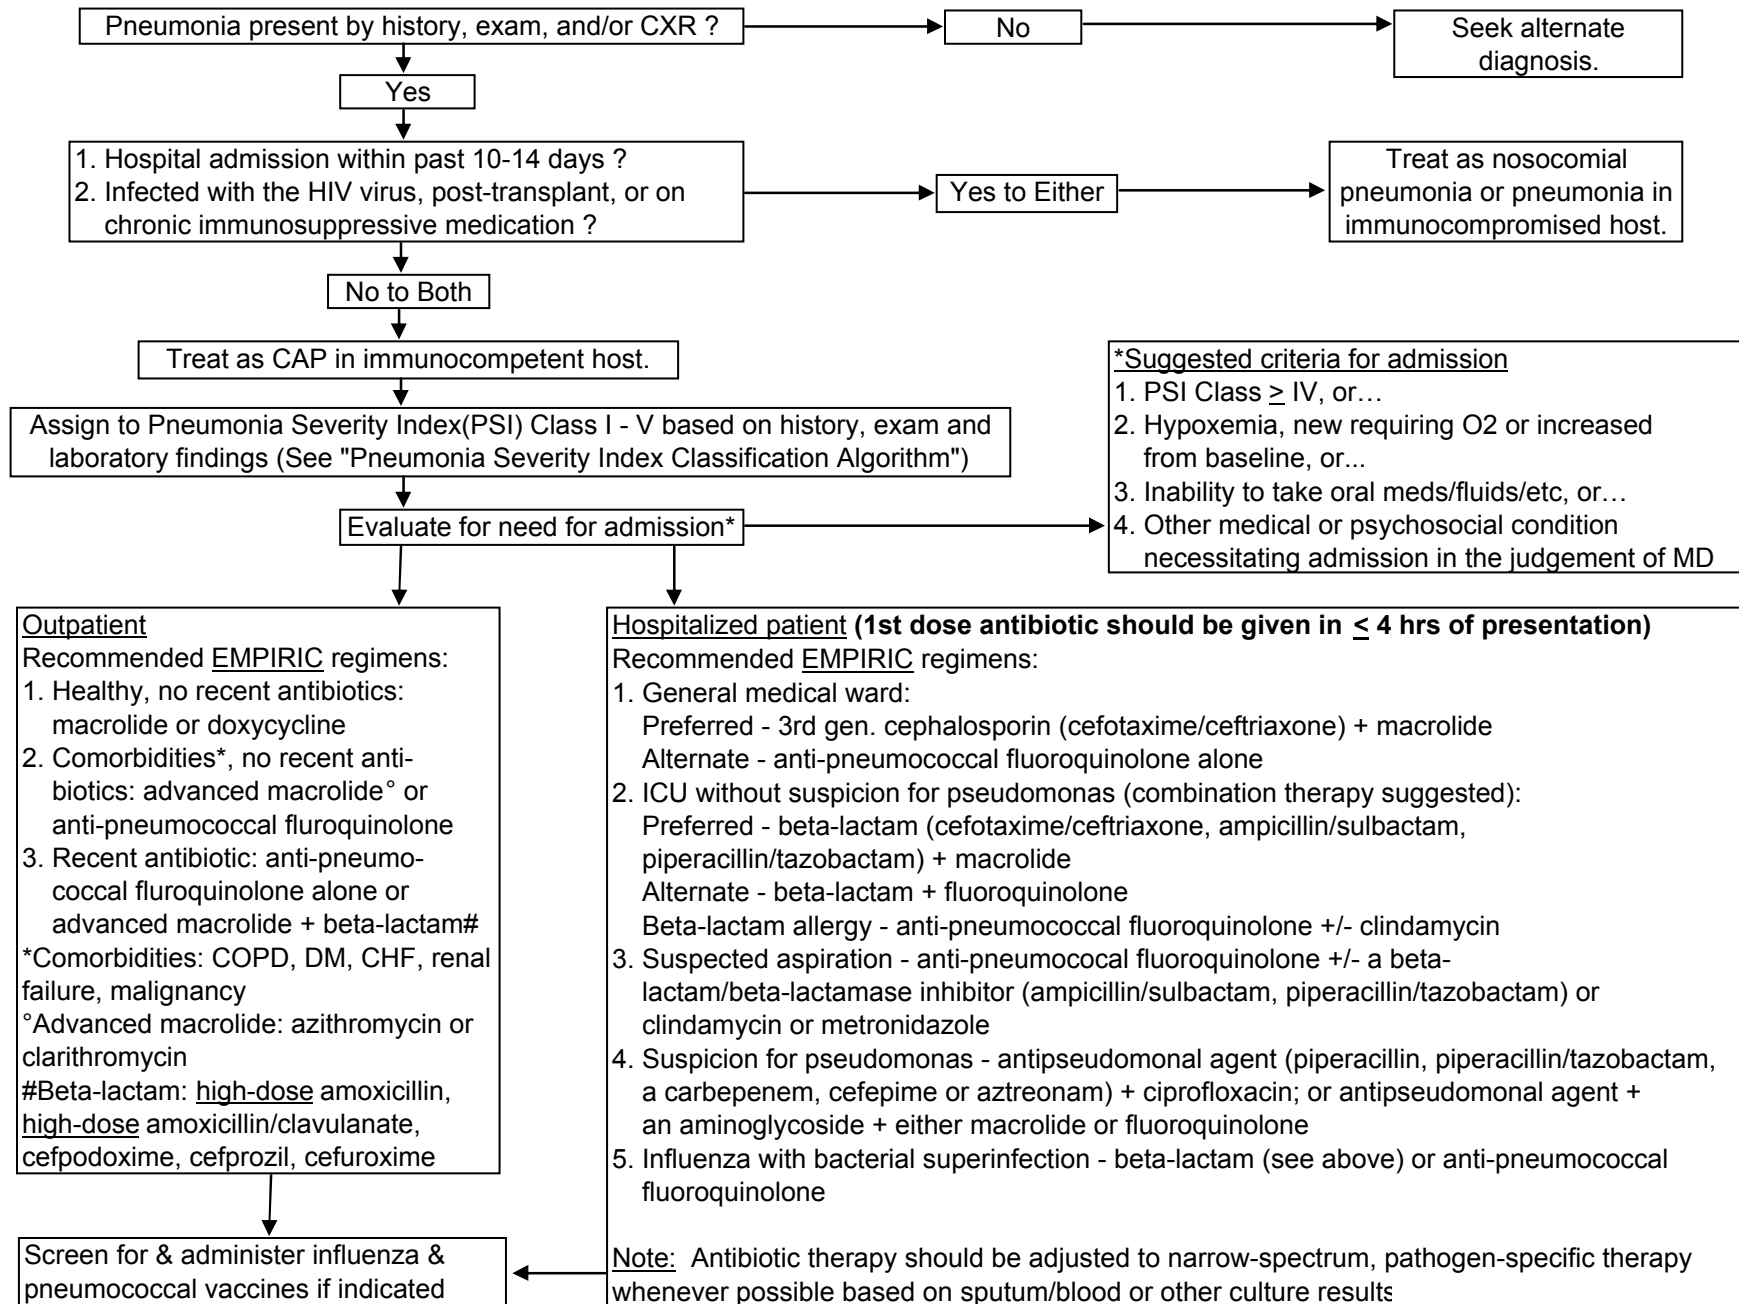 Pneumonia present by history, exam, and/or CXR ?
No
Seek alternate
diagnosis.
Yes
1. Hospital admission within past 10-14 days ?
2. Infected with the HIV virus, post-transplant, or on
chronic immunosuppressive medication ?
Yes to Either
Treat as nosocomial
pneumonia or pneumonia in
immunocompromised host.
No to Both
Treat as CAP in immunocompetent host.
Assign to Pneumonia Severity Index(PSI) Class I - V based on history, exam and
laboratory findings (See "Pneumonia Severity Index Classification Algorithm")
Evaluate for need for admission*
*Suggested criteria for admission
1. PSI Class ≥ IV, or…
2. Hypoxemia, new requiring O2 or increased
from baseline, or...
3. Inability to take oral meds/fluids/etc, or…
4. Other medical or psychosocial condition
necessitating admission in the judgement of MD
Outpatient
Recommended EMPIRIC regimens:
1. Healthy, no recent antibiotics:
macrolide or doxycycline
2. Comorbidities*, no recent anti-
biotics: advanced macrolide° or
anti-pneumococcal fluroquinolone
3. Recent antibiotic: anti-pneumo-
coccal fluroquinolone alone or
advanced macrolide + beta-lactam#
*Comorbidities: COPD, DM, CHF, renal
failure, malignancy
°Advanced macrolide: azithromycin or
clarithromycin
#Beta-lactam: high-dose amoxicillin,
high-dose amoxicillin/clavulanate,
cefpodoxime, cefprozil, cefuroxime
Hospitalized patient (1st dose antibiotic should be given in ≤ 4 hrs of presentation)
Recommended EMPIRIC regimens:
1. General medical ward:
Preferred - 3rd gen. cephalosporin (cefotaxime/ceftriaxone) + macrolide
Alternate - anti-pneumococcal fluoroquinolone alone
2. ICU without suspicion for pseudomonas (combination therapy suggested):
Preferred - beta-lactam (cefotaxime/ceftriaxone, ampicillin/sulbactam,
piperacillin/tazobactam) + macrolide
Alternate - beta-lactam + fluoroquinolone
Beta-lactam allergy - anti-pneumococcal fluoroquinolone +/- clindamycin
3. Suspected aspiration - anti-pneumococal fluoroquinolone +/- a beta-
lactam/beta-lactamase inhibitor (ampicillin/sulbactam, piperacillin/tazobactam) or
clindamycin or metronidazole
4. Suspicion for pseudomonas - antipseudomonal agent (piperacillin, piperacillin/tazobactam,
a carbepenem, cefepime or aztreonam) + ciprofloxacin; or antipseudomonal agent +
an aminoglycoside + either macrolide or fluoroquinolone
5. Influenza with bacterial superinfection - beta-lactam (see above) or anti-pneumococcal
fluoroquinolone
Note: Antibiotic therapy should be adjusted to narrow-spectrum, pathogen-specific therapy
whenever possible based on sputum/blood or other culture results
Screen for & administer influenza &
pneumococcal vaccines if indicated